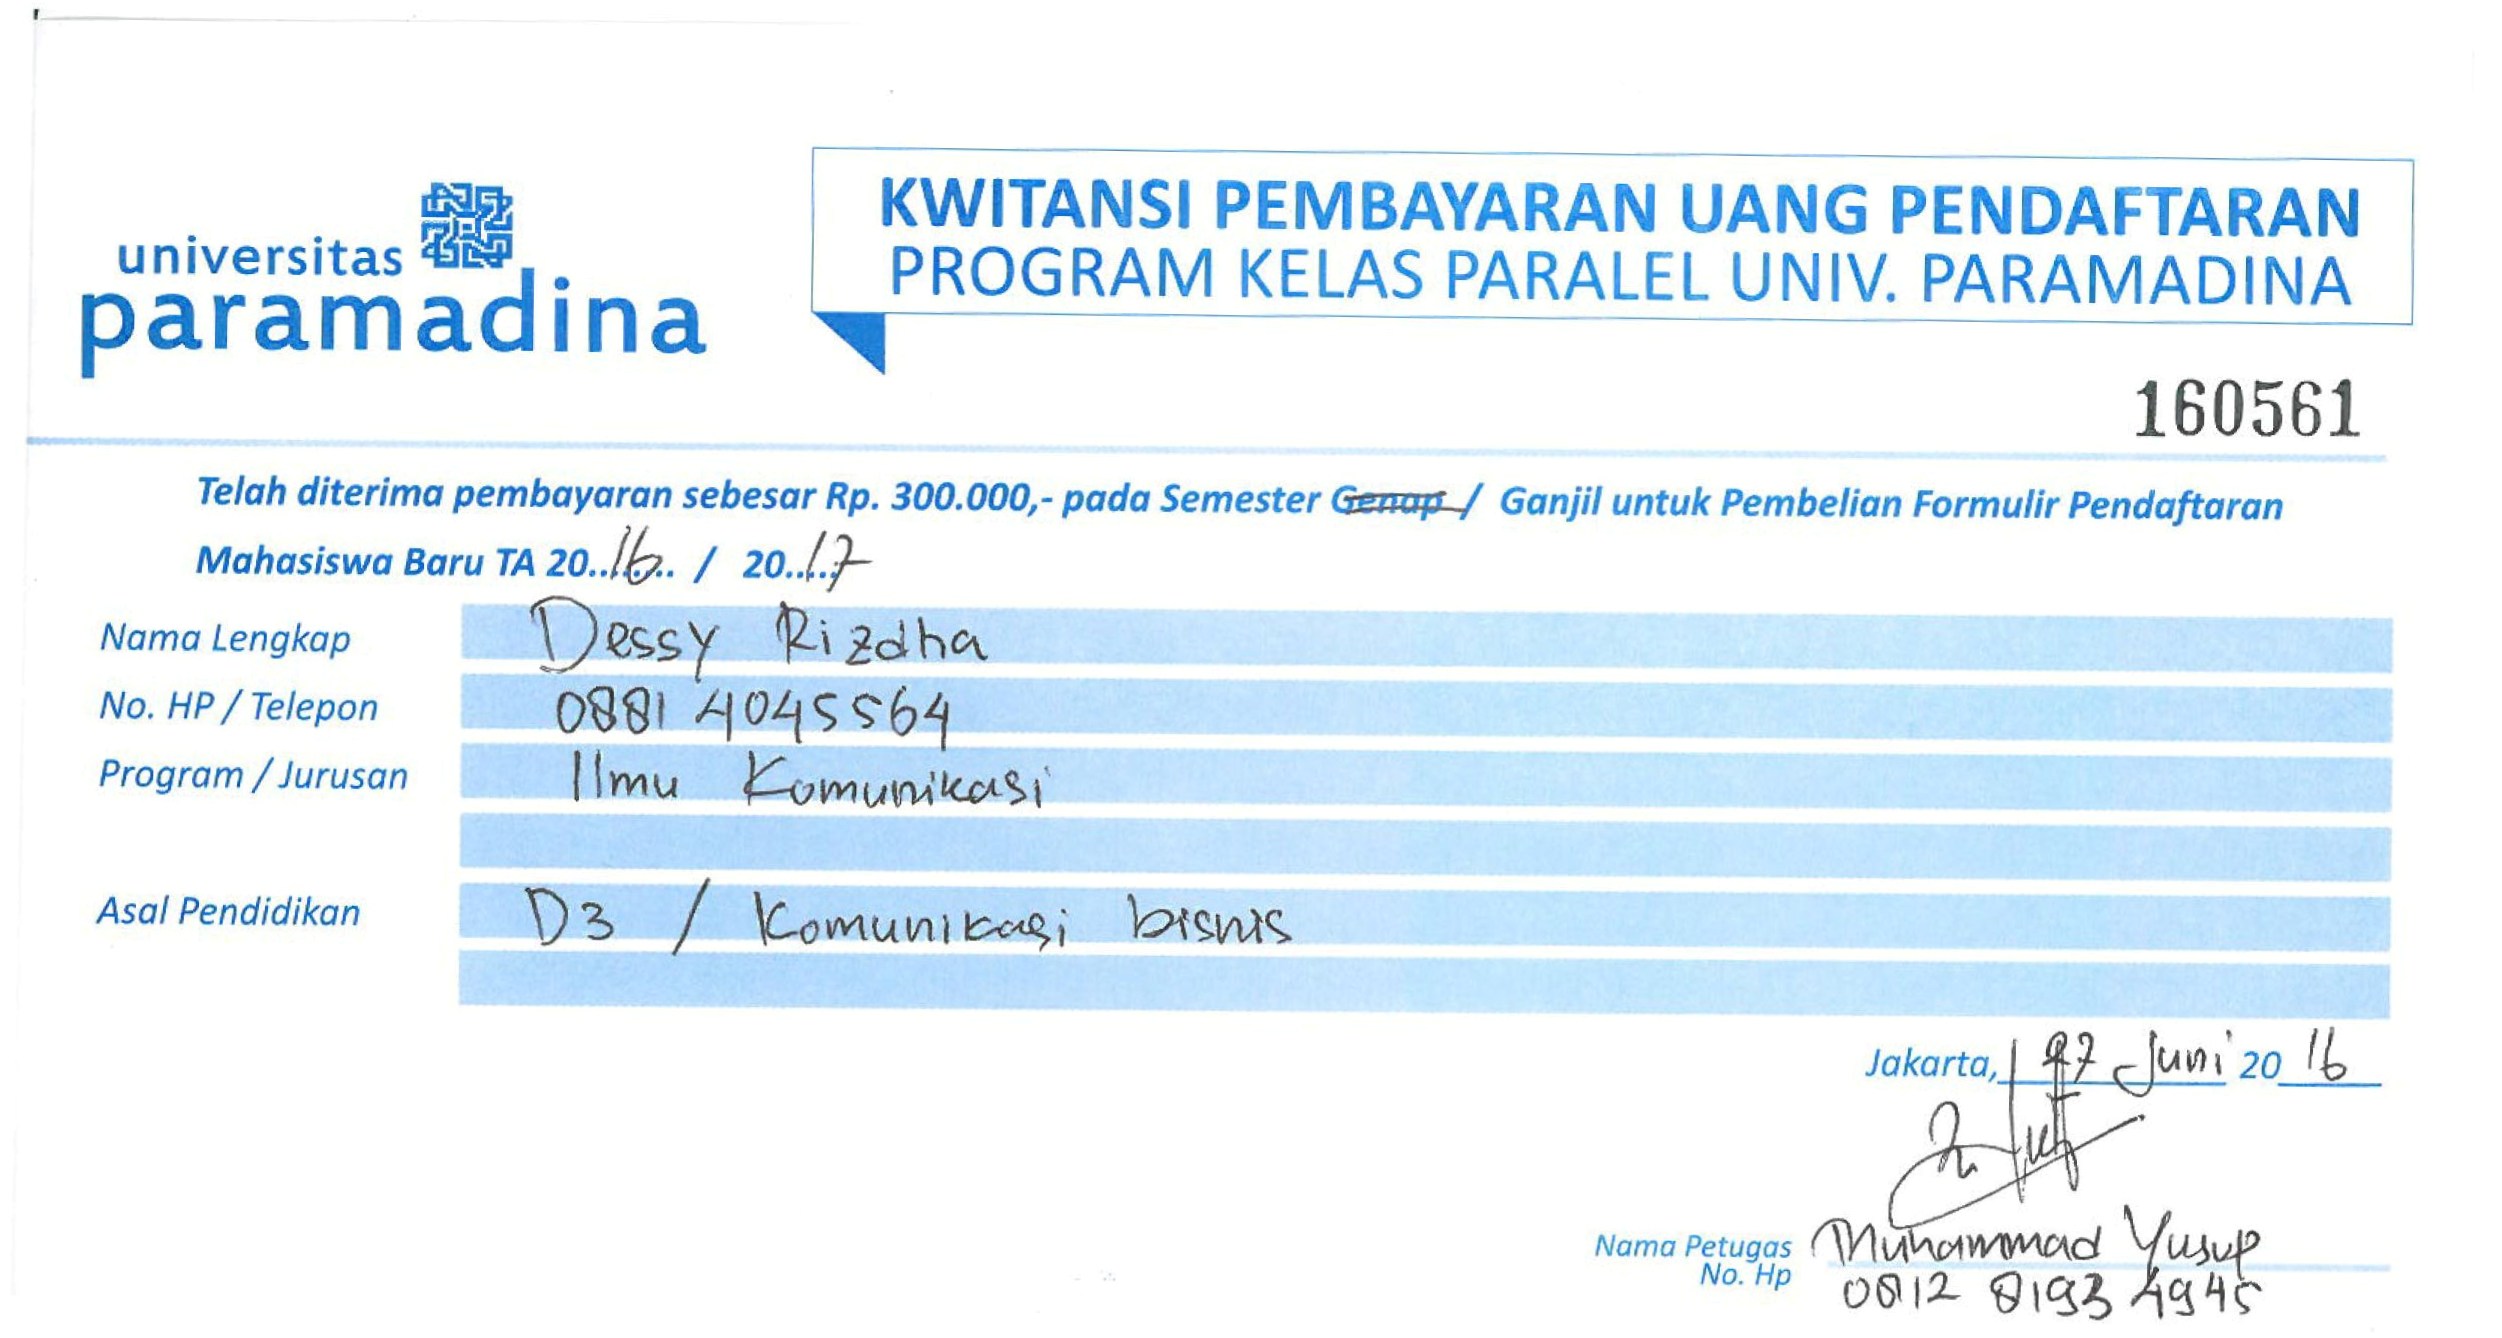 universitas
paramadina
KWITANSI PEMBAYARAN UANG PENDAFTARAN
PROGRAM KELAS PARALEL UNIV. PARAMADINA
160561
Telah diterima pembayaran sebesar Rp. 300.000,- pada Semester Genap / Ganjil untuk Pembelian Formulir Pendaftaran
Mahasiswa Baru TA 20..16.. / 20..17
Nama Lengkap Dessy Rizdha
No. HP / Telepon 0881 4045564
Program / Jurusan Ilmu Komunikasi
Asal Pendidikan D3 / Komunikasi bisnis
Jakarta, 27 Juni 20 16
Nama Petugas Muhammad Yusup
No. Hp 0812 8193 4945